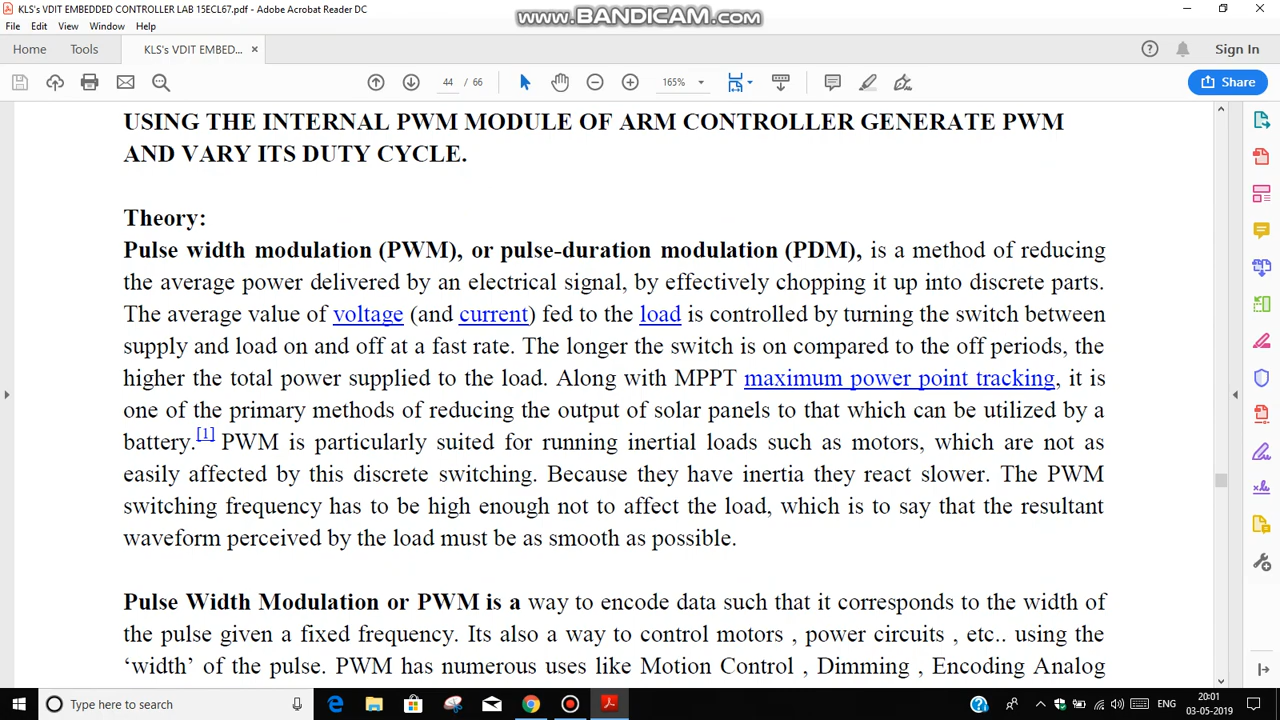 KLS's VDIT EMBEDDED CONTROLLER LAB 15ECL67.pdf - Adobe Acrobat Reader DC
www.BANDICAM.com
File Edit View Window Help
Home Tools KLS's VDIT EMBED... × Sign In
44 / 66 165% Share
USING THE INTERNAL PWM MODULE OF ARM CONTROLLER GENERATE PWM
AND VARY ITS DUTY CYCLE.
Theory:
Pulse width modulation (PWM), or pulse-duration modulation (PDM), is a method of reducing
the average power delivered by an electrical signal, by effectively chopping it up into discrete parts.
The average value of voltage (and current) fed to the load is controlled by turning the switch between
supply and load on and off at a fast rate. The longer the switch is on compared to the off periods, the
higher the total power supplied to the load. Along with MPPT maximum power point tracking, it is
one of the primary methods of reducing the output of solar panels to that which can be utilized by a
battery.[1] PWM is particularly suited for running inertial loads such as motors, which are not as
easily affected by this discrete switching. Because they have inertia they react slower. The PWM
switching frequency has to be high enough not to affect the load, which is to say that the resultant
waveform perceived by the load must be as smooth as possible.
Pulse Width Modulation or PWM is a way to encode data such that it corresponds to the width of
the pulse given a fixed frequency. Its also a way to control motors , power circuits , etc.. using the
‘width’ of the pulse. PWM has numerous uses like Motion Control , Dimming , Encoding Analog
Type here to search ENG 20:01
03-05-2019